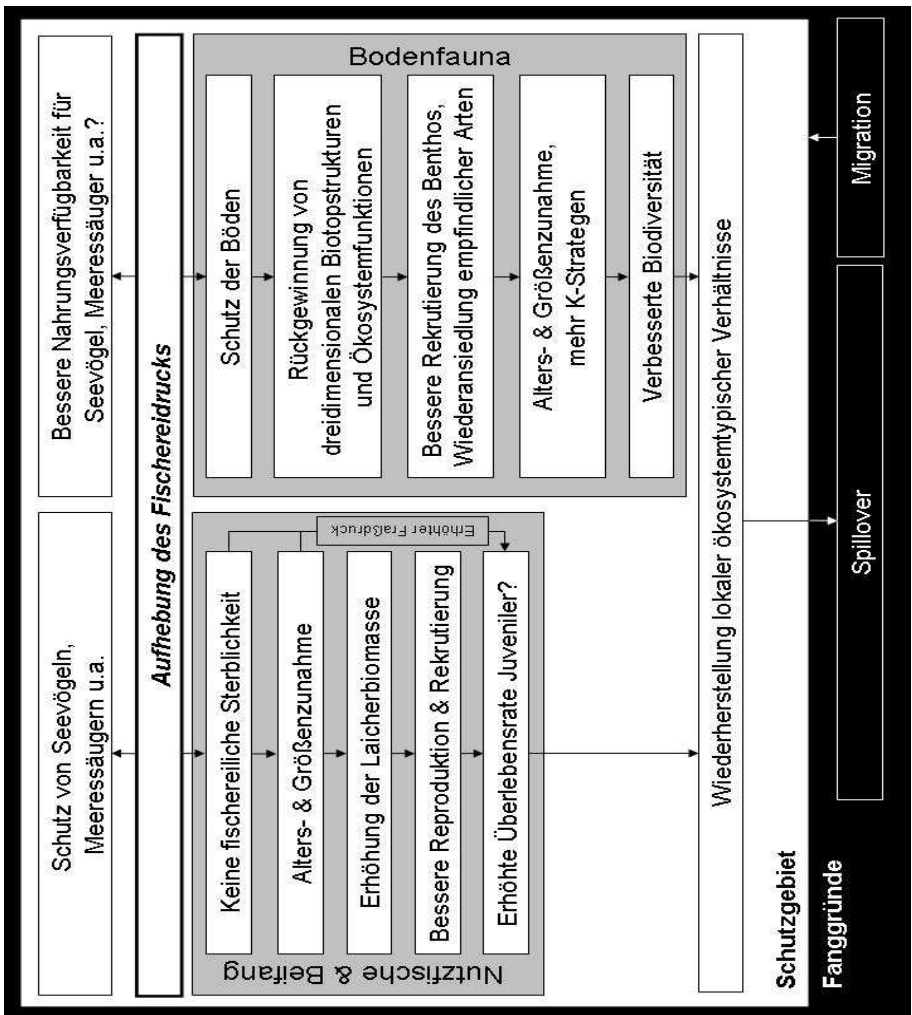 Schutz von Seevögeln,
Meeressäugern u.a.
Bessere Nahrungsverfügbarkeit für
Seevögel, Meeressäuger u.a.?
Aufhebung des Fischereidrucks
Nutzfische & Beifang
Keine fischereiliche Sterblichkeit
Alters- & Größenzunahme
Erhöhung der Laicherbiomasse
Bessere Reproduktion & Rekrutierung
Erhöhte Überlebensrate Juveniler?
Erhöhter Fraßdruck
Bodenfauna
Schutz der Böden
Rückgewinnung von
dreidimensionalen Biotopstrukturen
und Ökosystemfunktionen
Bessere Rekrutierung des Benthos,
Wiederansiedlung empfindlicher Arten
Alters- & Größenzunahme,
mehr K-Strategen
Verbesserte Biodiversität
Wiederherstellung lokaler ökosystemtypischer Verhältnisse
Schutzgebiet
Fanggründe
Spillover
Migration